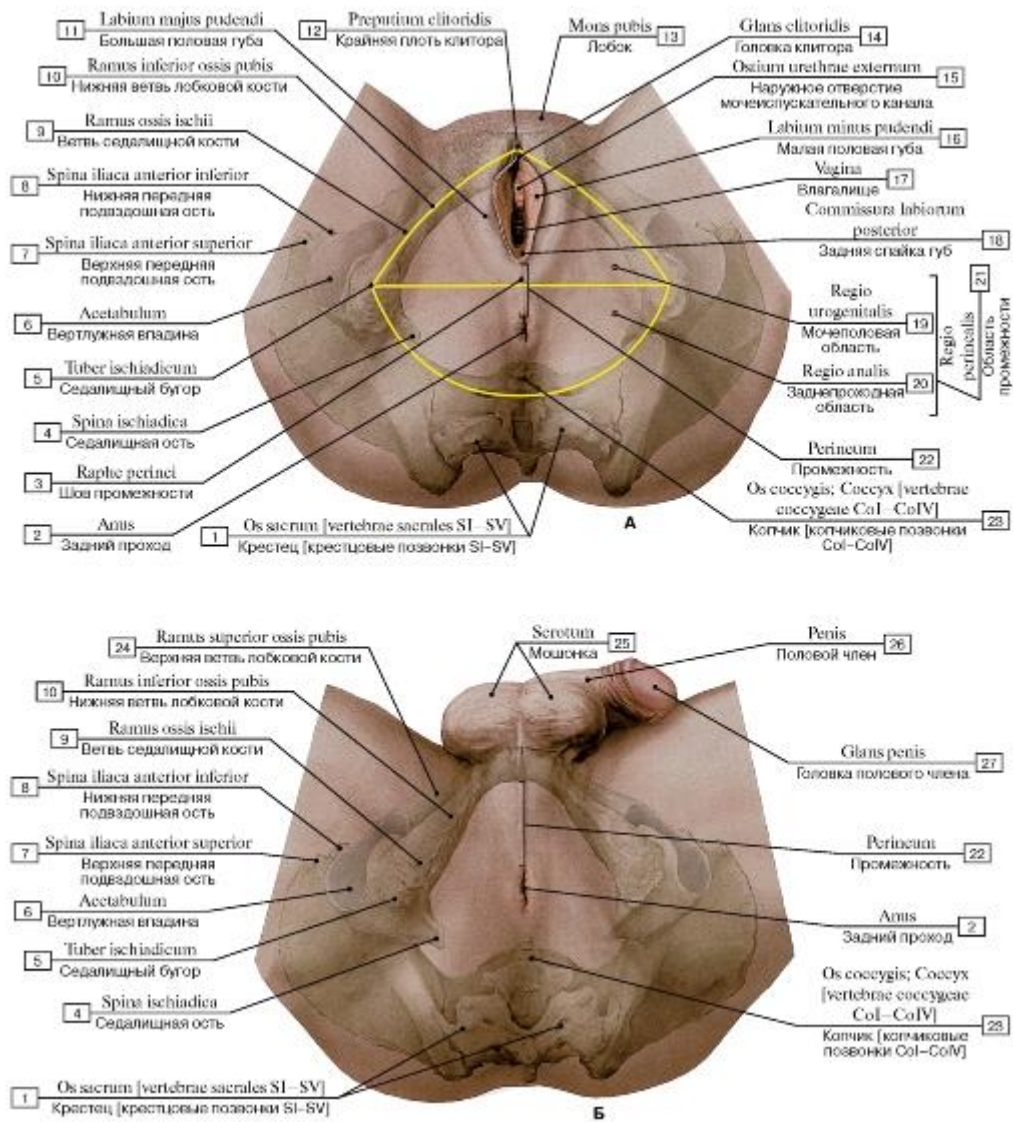 11
Labium majus pudendi
Большая половая губа
10
Ramus inferior ossis pubis
Нижняя ветвь лобковой кости
9
Ramus ossis ischii
Ветвь седалищной кости
8
Spina iliaca anterior inferior
Нижняя передняя
подвздошная ость
7
Spina iliaca anterior superior
Верхняя передняя
подвздошная ость
6
Acetabulum
Вертлужная впадина
5
Tuber ischiadicum
Седалищный бугор
4
Spina ischiadica
Седалищная ость
3
Raphe perinei
Шов промежности
2
Anus
Задний проход
1
Os sacrum [vertebrae sacrales SI–SV]
Крестец [крестцовые позвонки SI–SV]
12
Preputium clitoridis
Крайняя плоть клитора
13
Mons pubis
Лобок
14
Glans clitoridis
Головка клитора
15
Ostium urethrae externum
Наружное отверстие
мочеиспускательного канала
16
Labium minus pudendi
Малая половая губа
17
Vagina
Влагалище
18
Commissura labiorum
posterior
Задняя спайка губ
19
Regio
urogenitalis
Мочеполовая
область
20
Regio analis
Заднепроходная
область
21
Regio
perinealis
Область
промежности
22
Perineum
Промежность
23
Os coccygis; Coccyx [vertebrae
coccygeae CoI–CoIV]
Копчик [копчиковые позвонки
CoI–CoIV]
А
24
Ramus superior ossis pubis
Верхняя ветвь лобковой кости
10
Ramus inferior ossis pubis
Нижняя ветвь лобковой кости
9
Ramus ossis ischii
Ветвь седалищной кости
8
Spina iliaca anterior inferior
Нижняя передняя
подвздошная ость
7
Spina iliaca anterior superior
Верхняя передняя
подвздошная ость
6
Acetabulum
Вертлужная впадина
5
Tuber ischiadicum
Седалищный бугор
4
Spina ischiadica
Седалищная ость
1
Os sacrum [vertebrae sacrales SI–SV]
Крестец [крестцовые позвонки SI–SV]
25
Scrotum
Мошонка
26
Penis
Половой член
27
Glans penis
Головка полового члена
22
Perineum
Промежность
2
Anus
Задний проход
23
Os coccygis; Coccyx
[vertebrae coccygeae
CoI–CoIV]
Копчик [копчиковые
позвонки CoI–CoIV]
Б